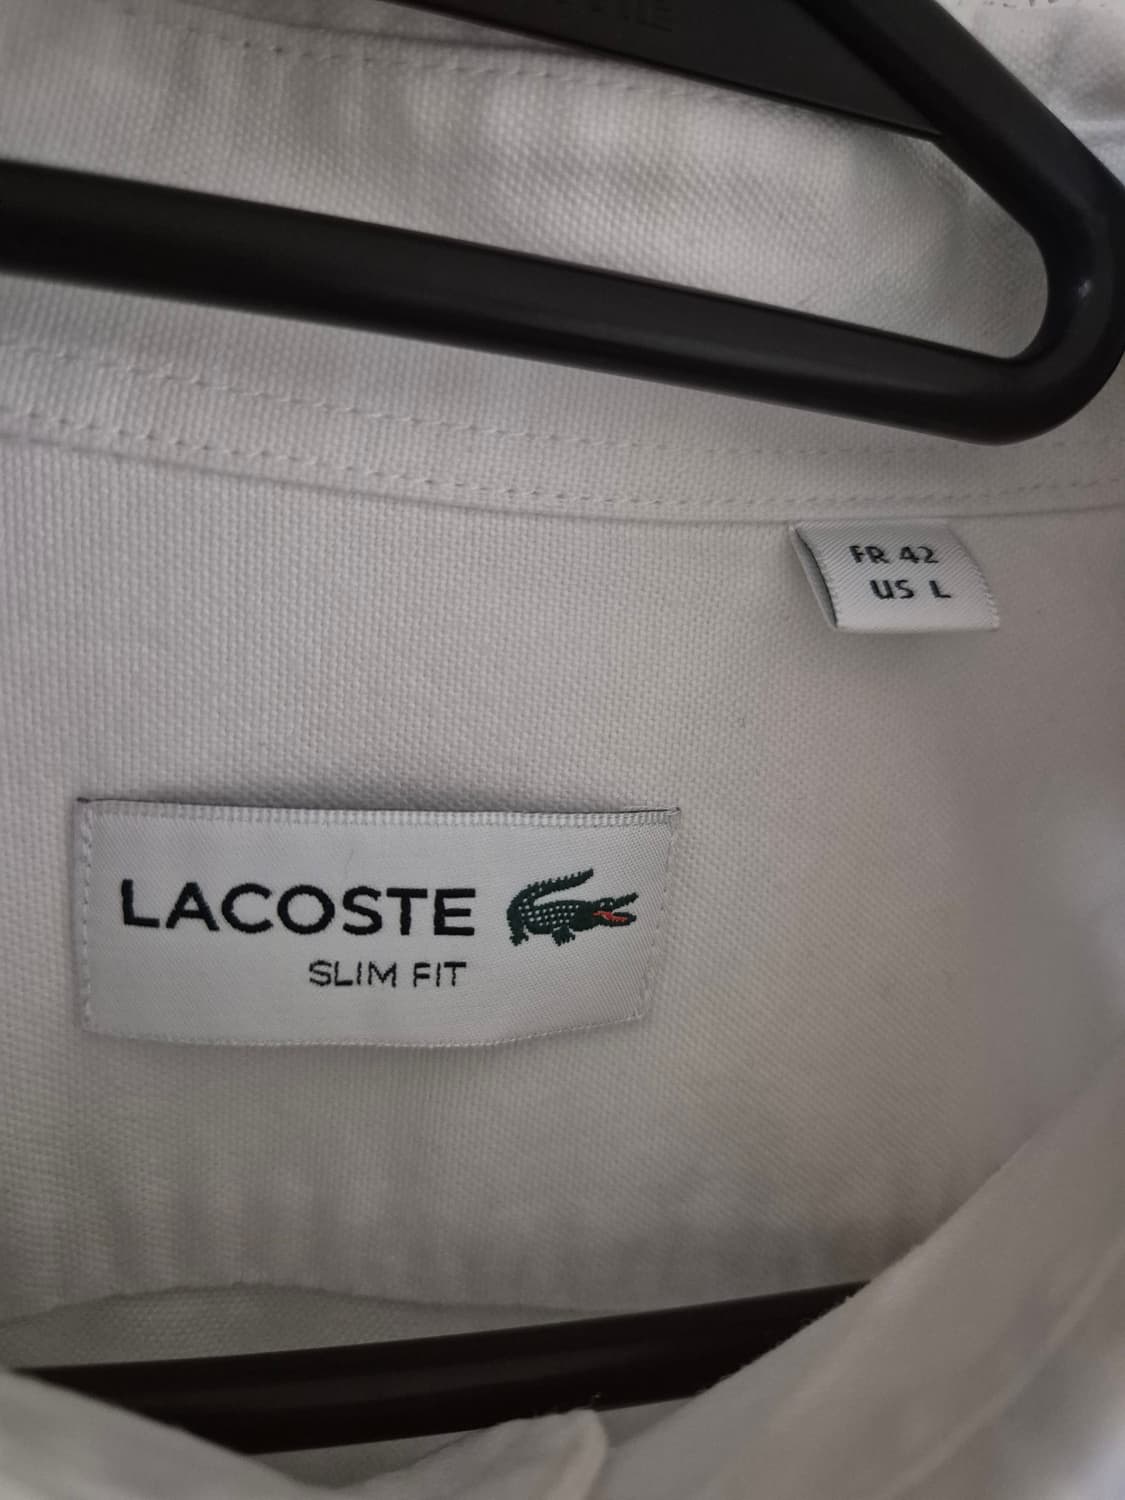 FR 42
US L
LACOSTE
SLIM FIT